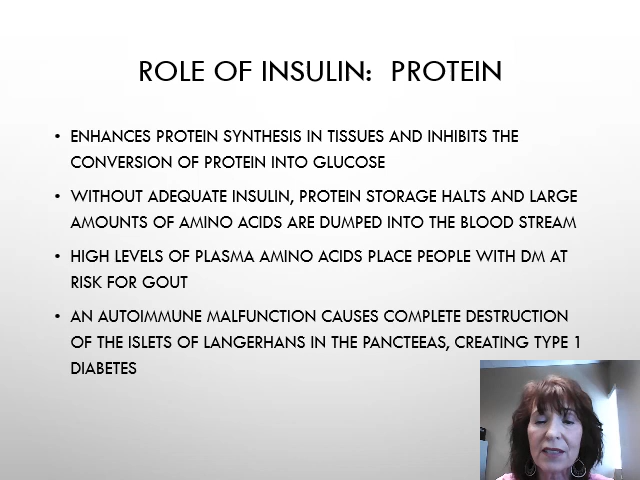 ROLE OF INSULIN: PROTEIN
• ENHANCES PROTEIN SYNTHESIS IN TISSUES AND INHIBITS THE
CONVERSION OF PROTEIN INTO GLUCOSE
• WITHOUT ADEQUATE INSULIN, PROTEIN STORAGE HALTS AND LARGE
AMOUNTS OF AMINO ACIDS ARE DUMPED INTO THE BLOOD STREAM
• HIGH LEVELS OF PLASMA AMINO ACIDS PLACE PEOPLE WITH DM AT
RISK FOR GOUT
• AN AUTOIMMUNE MALFUNCTION CAUSES COMPLETE DESTRUCTION
OF THE ISLETS OF LANGERHANS IN THE PANCTEEAS, CREATING TYPE 1
DIABETES